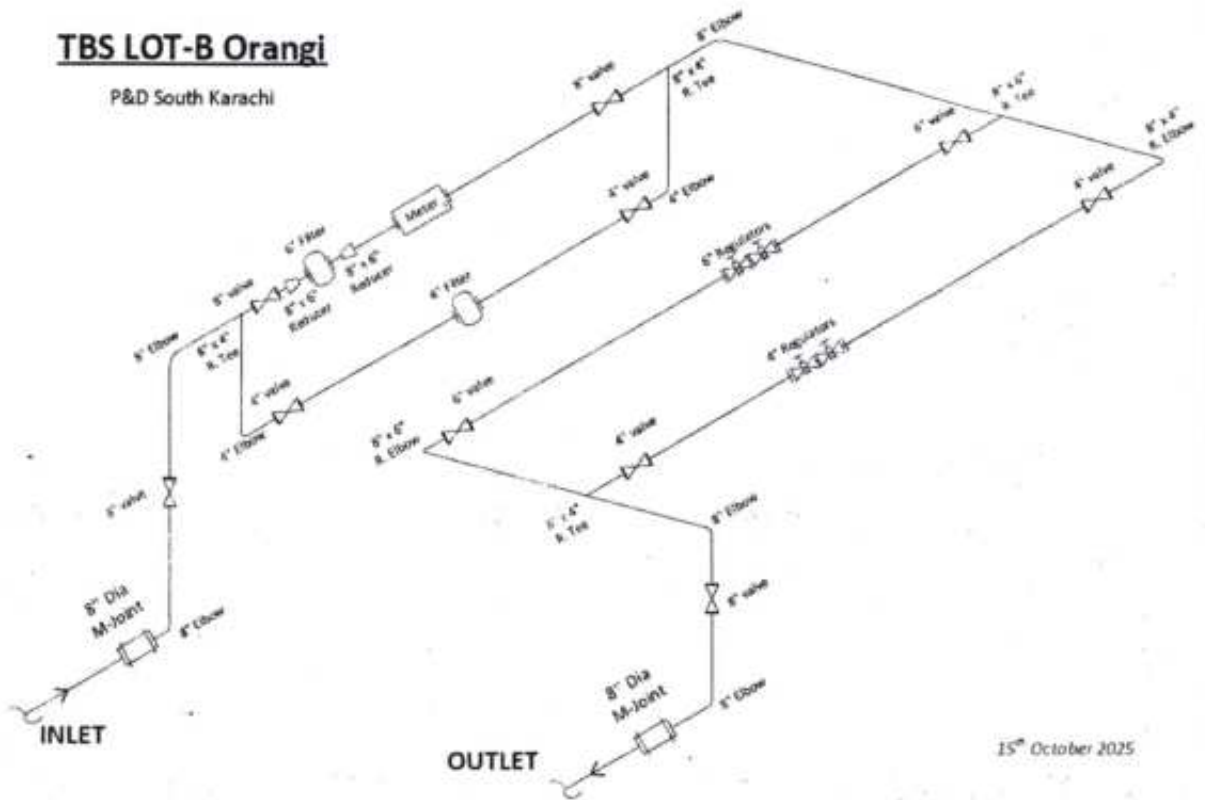 TBS LOT-B Orangi
P&D South Karachi
8" Elbow
8" valve
8" x 4"
R. Tee
8" x 6"
R. Tee
6" valve
8" x 4"
R. Elbow
4" valve
4" valve
4" Elbow
Meter
6" Filter
8" x 6"
Reducer
8" valve
8" x 6"
Reducer
6" Regulators
4" Filter
8" Elbow
8" x 4"
R. Tee
4" Regulators
valve
4" Elbow
6" valve
8" x 6"
R. Elbow
4" valve
valve
x 4"
R. Tee
8" Elbow
8" valve
8" Dia
M-Joint
8" Elbow
8" Dia
M-Joint
8" Elbow
INLET
OUTLET
15th October 2025